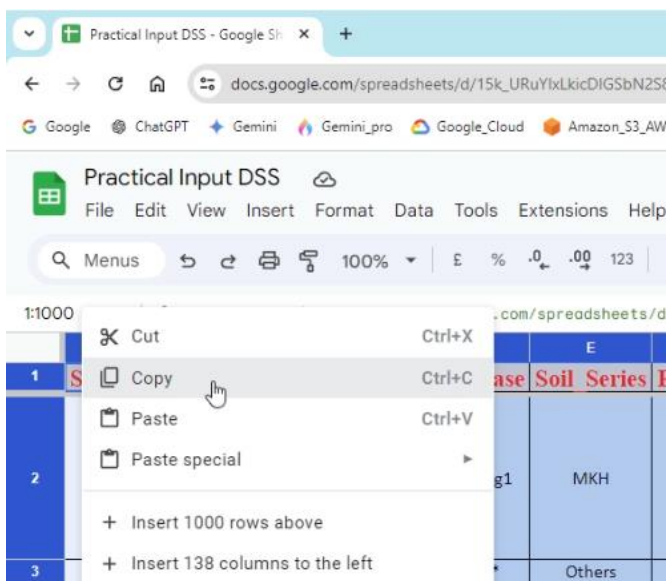 Practical Input DSS - Google Sh
docs.google.com/spreadsheets/d/15k_URuYlxLkicDIGSbN2S8
Google ChatGPT Gemini Gemini_pro Google_Cloud Amazon_S3_AW
Practical Input DSS
File Edit View Insert Format Data Tools Extensions Help
Menus 100% £ % .0 .00 123
1:1000 .com/spreadsheets/d
Cut Ctrl+X
E
1 S Copy Ctrl+C ase Soil_Series
Paste Ctrl+V
Paste special
2 g1 MKH
+ Insert 1000 rows above
3 + Insert 138 columns to the left Others